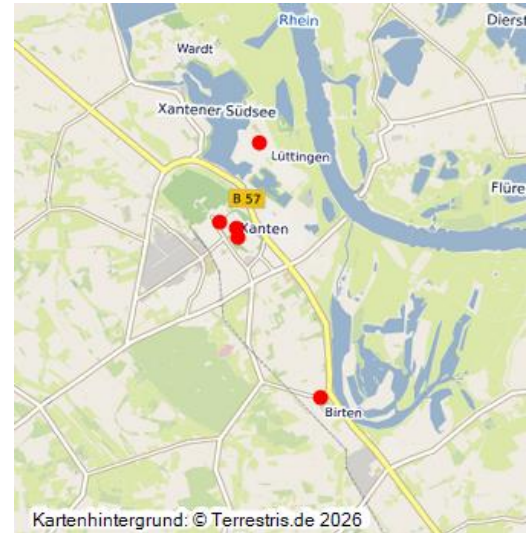 Rhein
Dierst
Wardt
Xantener Südsee
Lüttingen
Flüre
B 57
Xanten
Birten
Kartenhintergrund: © Terrestris.de 2026